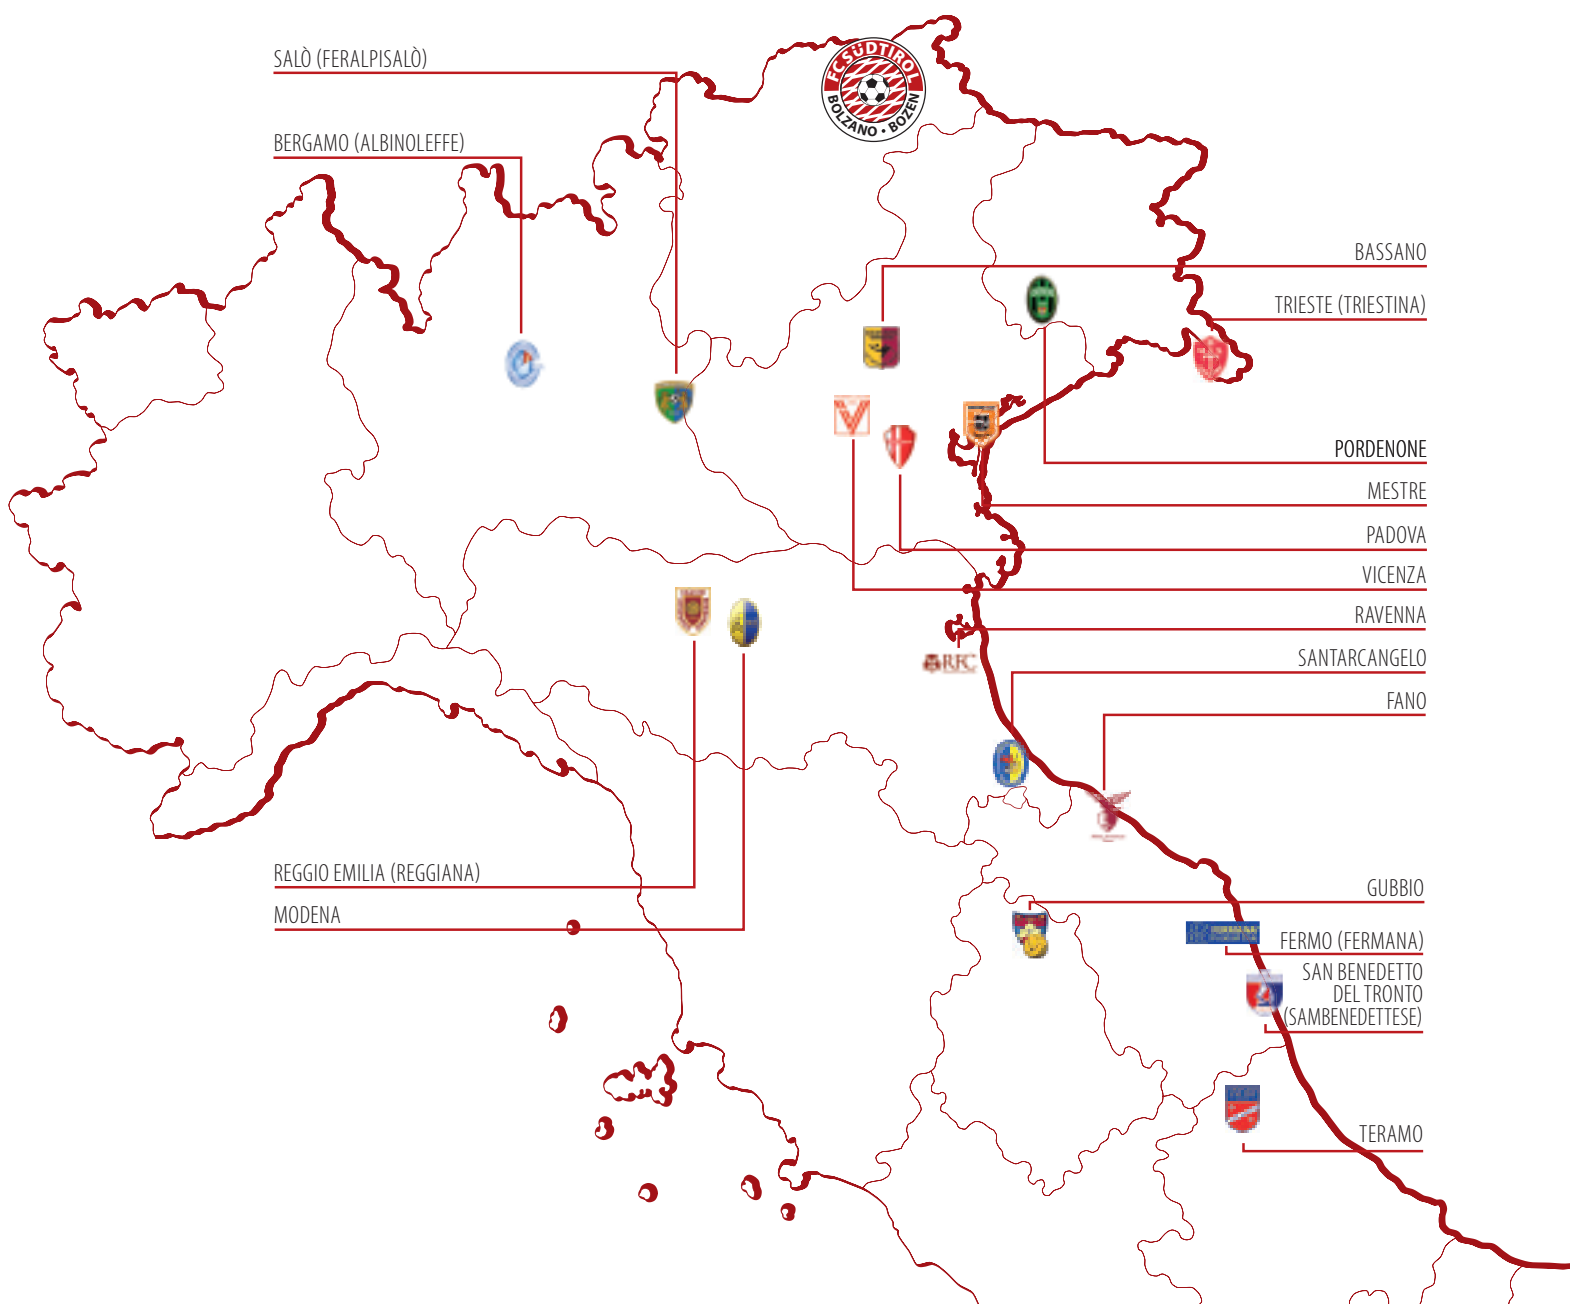 SALÒ (FERALPISALÒ)
FC SÜDTIROL
BOLZANO • BOZEN
BERGAMO (ALBINOLEFFE)
BASSANO
TRIESTE (TRIESTINA)
PORDENONE
MESTRE
PADOVA
VICENZA
RAVENNA
RFC
SANTARCANGELO
FANO
REGGIO EMILIA (REGGIANA)
MODENA
GUBBIO
FERMO (FERMANA)
SAN BENEDETTO
DEL TRONTO
(SAMBENEDETTESE)
TERAMO